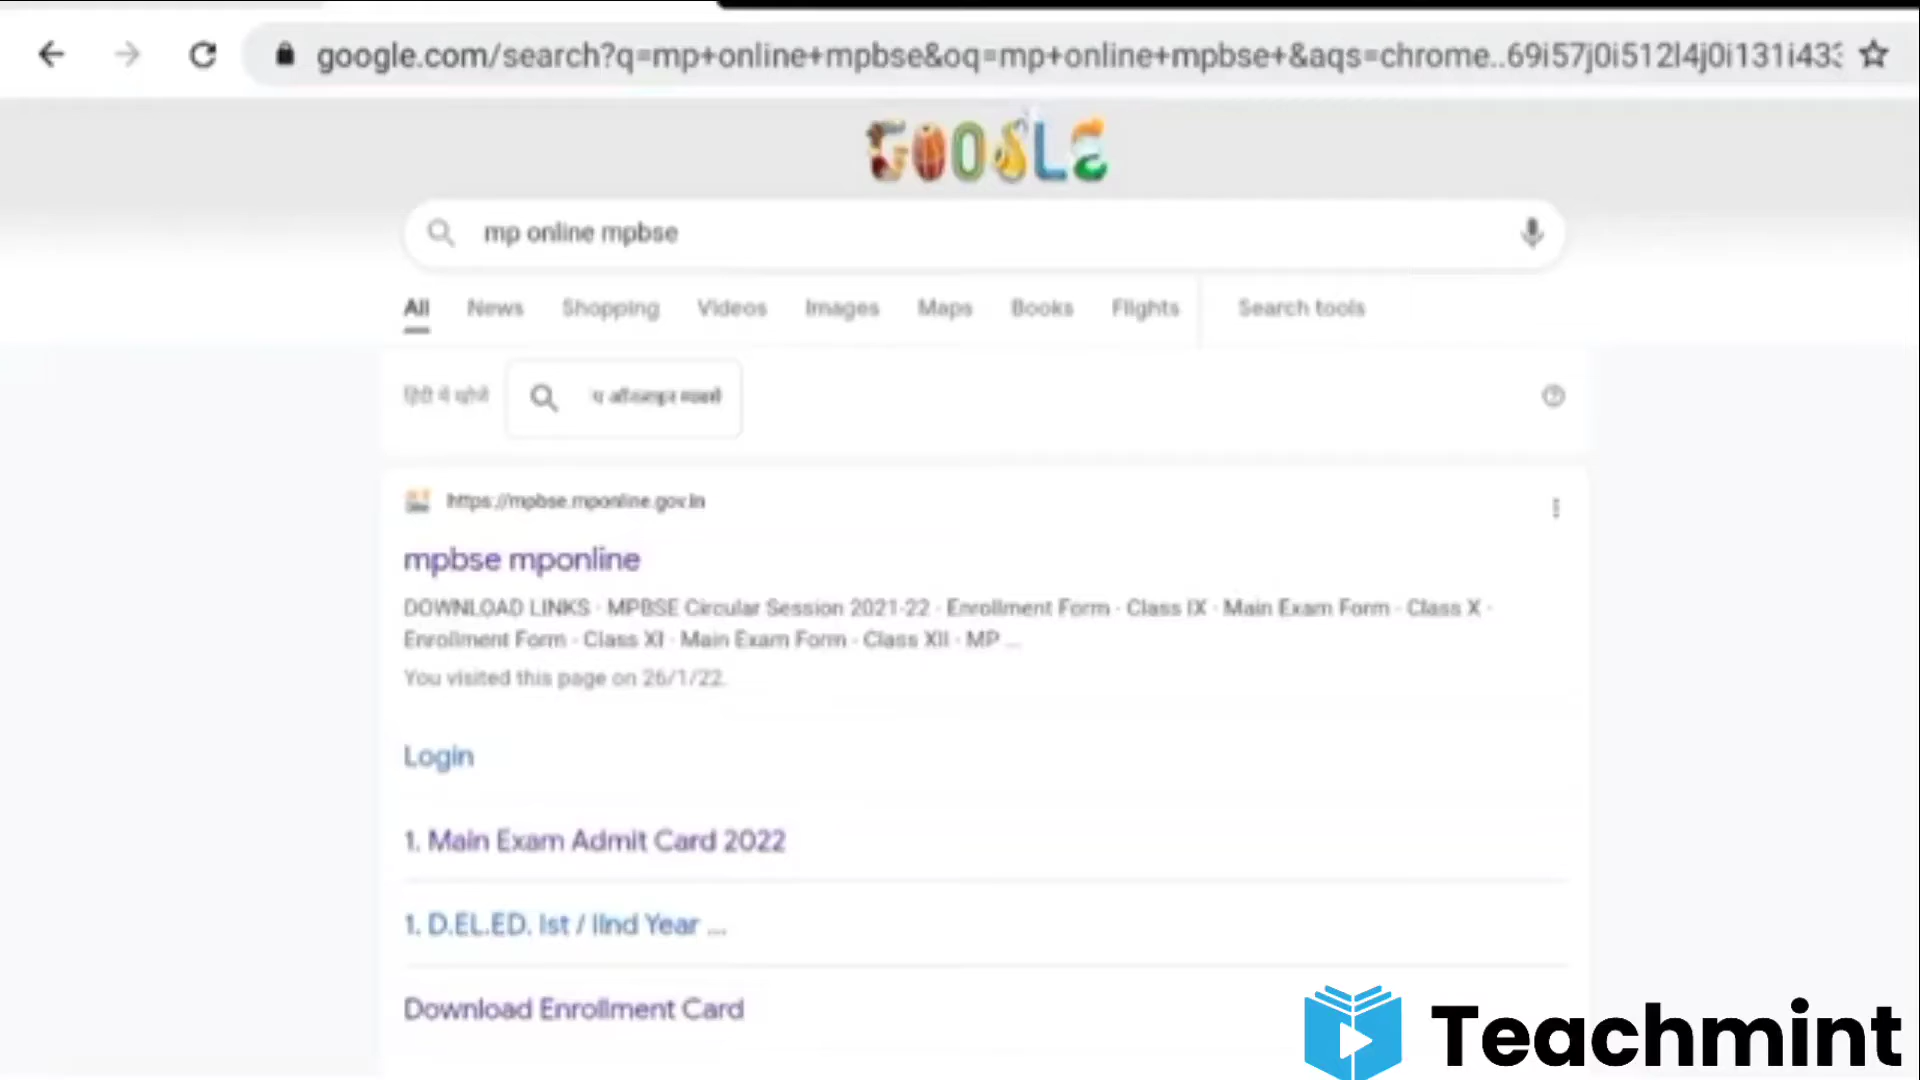 google.com/search?q=mp+online+mpbse&oq=mp+online+mpbse+&aqs=chrome..69i57j0i512l4j0i131i433
GOOGLE
mp online mpbse
All News Shopping Videos Images Maps Books Flights Search tools
https://mpbse.mponline.gov.in
mpbse mponline
DOWNLOAD LINKS · MPBSE Circular Session 2021-22 · Enrollment Form - Class IX · Main Exam Form - Class X ·
Enrollment Form - Class XI · Main Exam Form - Class XII · MP ...
You visited this page on 26/1/22.
Login
1. Main Exam Admit Card 2022
1. D.EL.ED. Ist / IInd Year ...
Download Enrollment Card
Teachmint